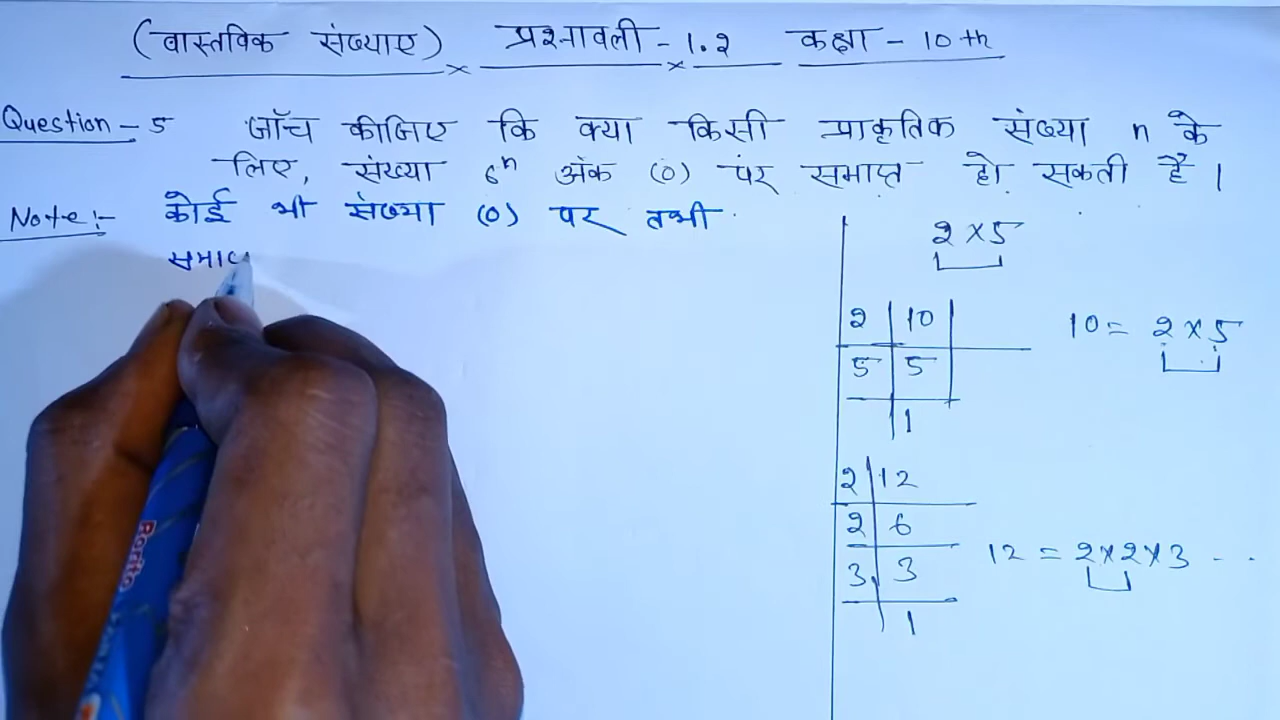 (वास्तविक संख्याए) प्रश्नावली - 1.2 कक्षा - 10th
Question - 5 जाँच कीजिए कि क्या किसी प्राकृतिक संख्या n के
लिए, संख्या 6ⁿ अंक (0) पर समाप्त हो सकती है।
Note:- कोई भी संख्या (0) पर तभी
2 × 5
2 10
5 5
1
10 = 2 × 5
2 12
2 6
3 3
1
12 = 2 × 2 × 3 - -
Rorito